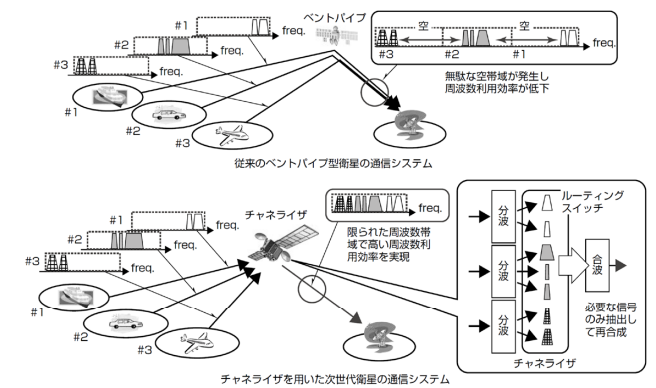 #1
freq.
#2
freq.
#3
freq.
ベントパイプ
空
空
#3
#2
#1
freq.
無駄な空帯域が発生し
周波数利用効率が低下
#1
#2
#3
従来のベントパイプ型衛星の通信システム
#1
freq.
#2
freq.
#3
freq.
チャネライザ
freq.
限られた周波数帯
域で高い周波数利
用効率を実現
#1
#2
#3
分波
分波
分波
ルーティング
スイッチ
合波
必要な信号
のみ抽出し
て再合成
チャネライザ
チャネライザを用いた次世代衛星の通信システム